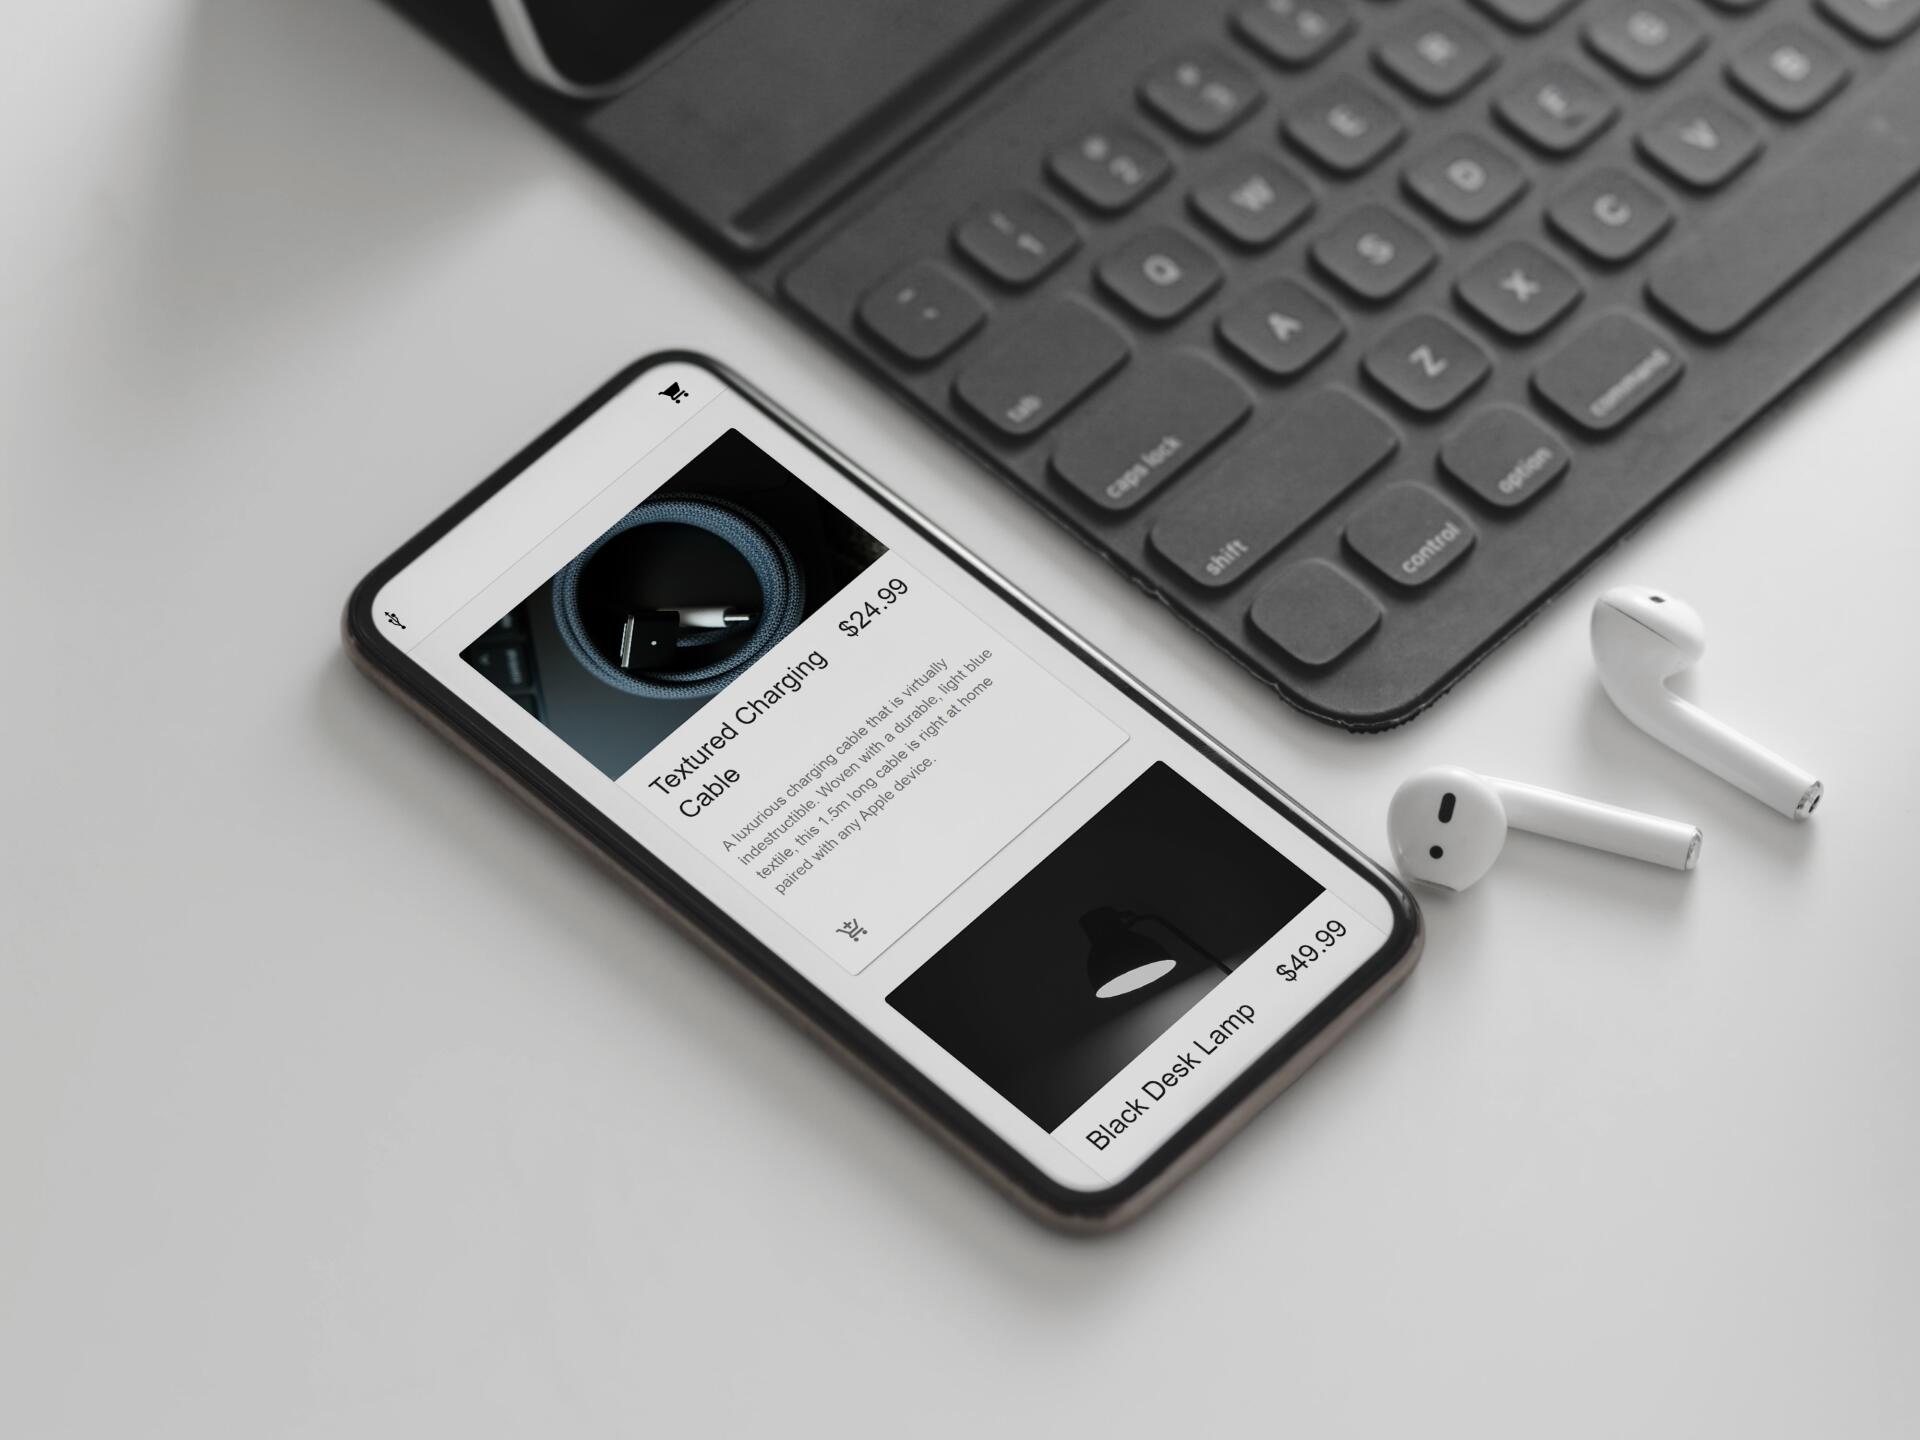 Textured Charging
Cable
$24.99
A luxurious charging cable that is virtually
indestructible. Woven with a durable, light blue
textile, this 1.5m long cable is right at home
paired with any Apple device.
Black Desk Lamp
$49.99
1
2
Q
W
E
R
tab
A
S
D
F
caps lock
Z
X
C
V
B
shift
control
option
command